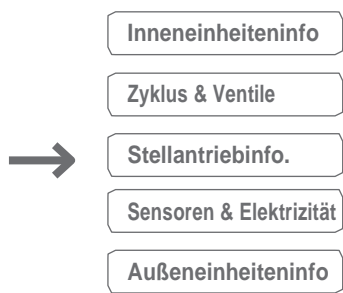 Inneneinheiteninfo
Zyklus & Ventile
Stellantriebinfo.
Sensoren & Elektrizität
Außeneinheiteninfo